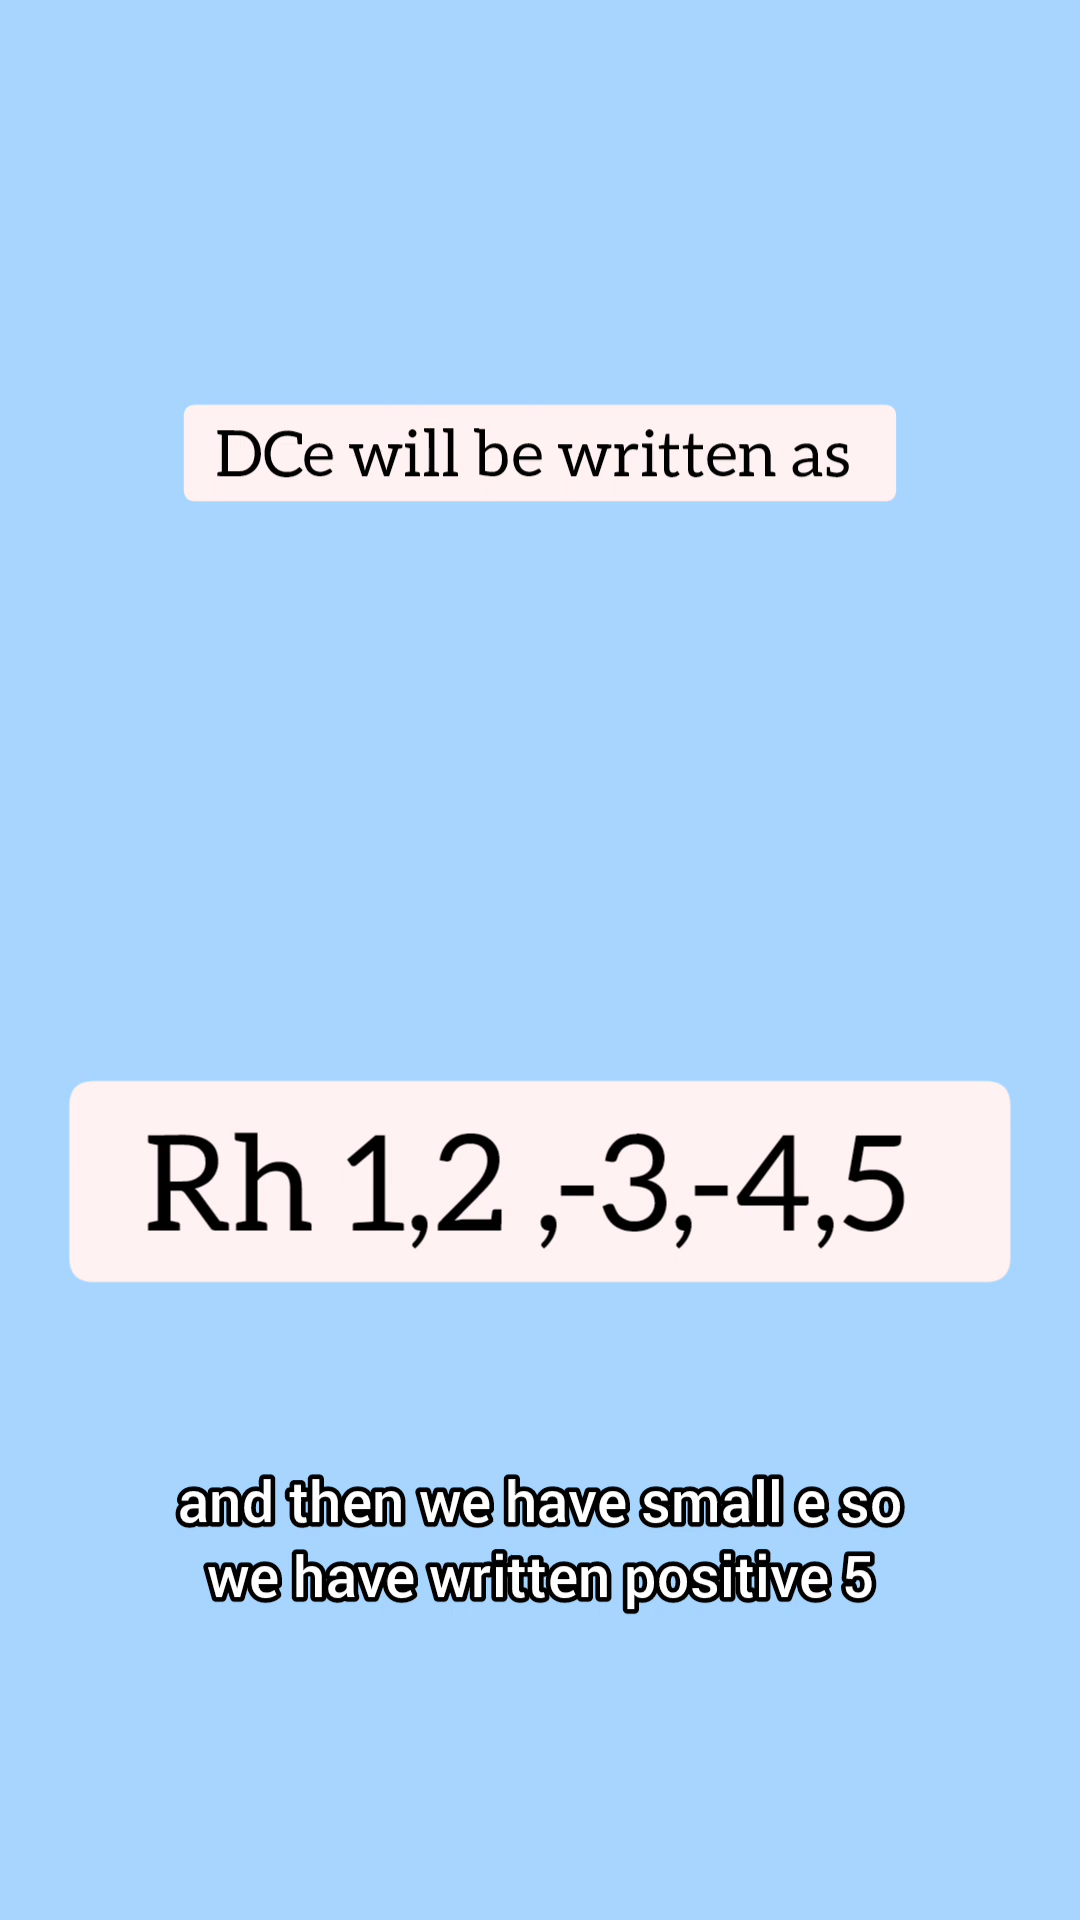 DCe will be written as
Rh 1,2 ,-3,-4,5
and then we have small e so
we have written positive 5